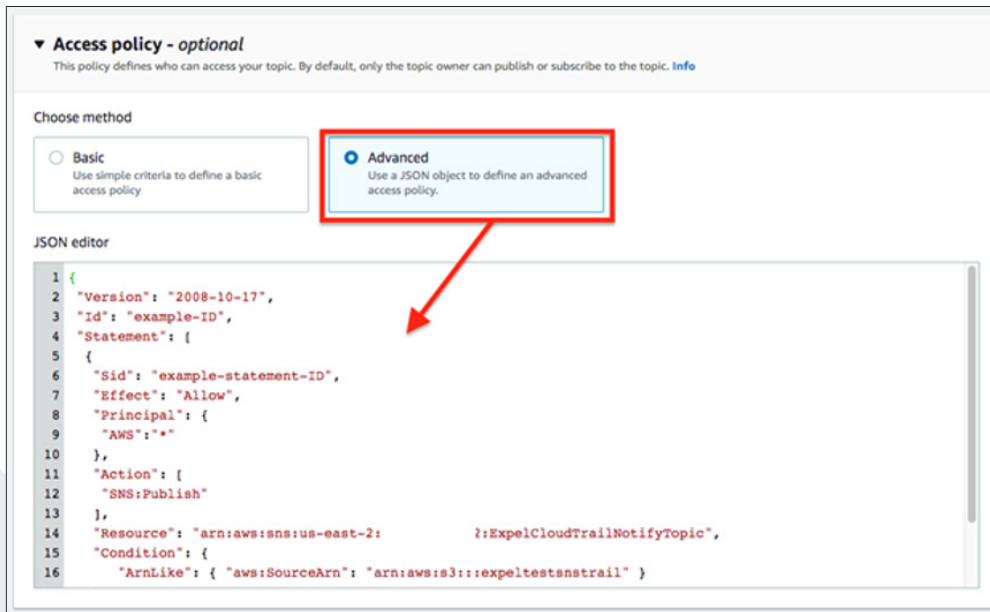 ▼ Access policy - optional
This policy defines who can access your topic. By default, only the topic owner can publish or subscribe to the topic. Info
Choose method
Basic
Use simple criteria to define a basic
access policy
Advanced
Use a JSON object to define an advanced
access policy.
JSON editor
1 {
2 "Version": "2008-10-17",
3 "Id": "example-ID",
4 "Statement": [
5 {
6 "Sid": "example-statement-ID",
7 "Effect": "Allow",
8 "Principal": {
9 "AWS":"*"
10 },
11 "Action": [
12 "SNS:Publish"
13 ],
14 "Resource": "arn:aws:sns:us-east-2: 2:ExpelCloudTrailNotifyTopic",
15 "Condition": {
16 "ArnLike": { "aws:SourceArn": "arn:aws:s3:::expeltestsnstrail" }